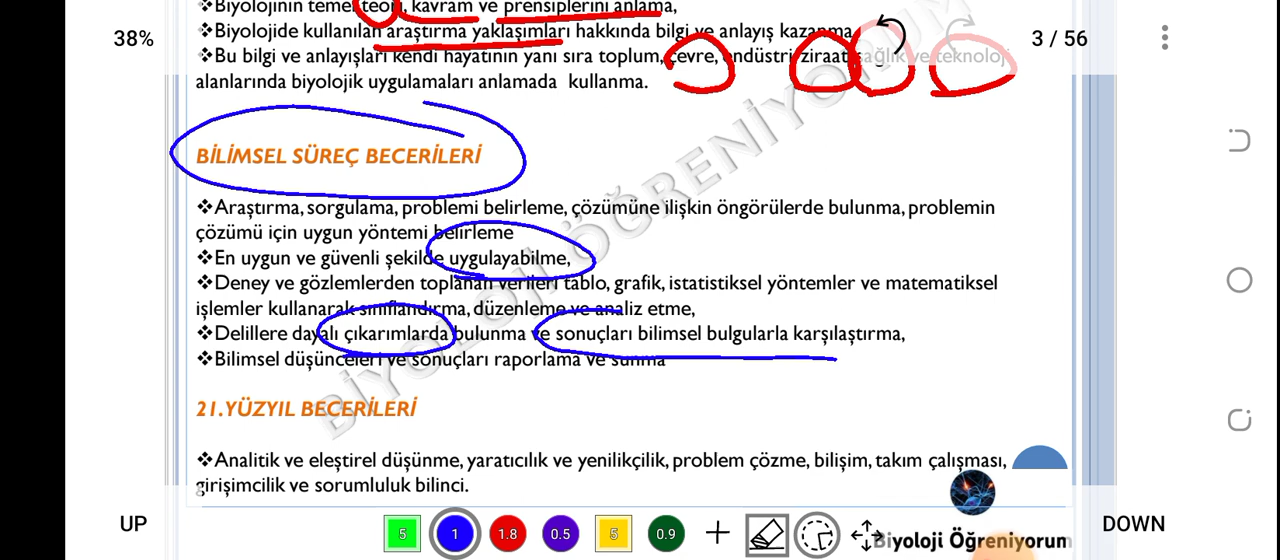 ❖Biyolojinin temel teori, kavram ve prensiplerini anlama,
38%
❖Biyolojide kullanılan araştırma yaklaşımları hakkında bilgi ve anlayış kazanma,
3 / 56
❖Bu bilgi ve anlayışları kendi hayatının yanı sıra toplum, çevre, endüstri, ziraat, sağlık ve teknoloji
alanlarında biyolojik uygulamaları anlamada kullanma.
BİLİMSEL SÜREÇ BECERİLERİ
❖Araştırma, sorgulama, problemi belirleme, çözümüne ilişkin öngörülerde bulunma, problemin
çözümü için uygun yöntemi belirleme
❖En uygun ve güvenli şekilde uygulayabilme,
❖Deney ve gözlemlerden toplanan verileri tablo, grafik, istatistiksel yöntemler ve matematiksel
işlemler kullanarak sınıflandırma, düzenleme ve analiz etme,
❖Delillere dayalı çıkarımlarda bulunma ve sonuçları bilimsel bulgularla karşılaştırma,
❖Bilimsel düşünceleri ve sonuçları raporlama ve sunma
21.YÜZYIL BECERİLERİ
❖Analitik ve eleştirel düşünme, yaratıcılık ve yenilikçilik, problem çözme, bilişim, takım çalışması,
girişimcilik ve sorumluluk bilinci.
BİYOLOJİ ÖĞRENİYORUM
UP
5 1 1.8 0.5 5 0.9
Biyoloji Öğreniyorum
DOWN